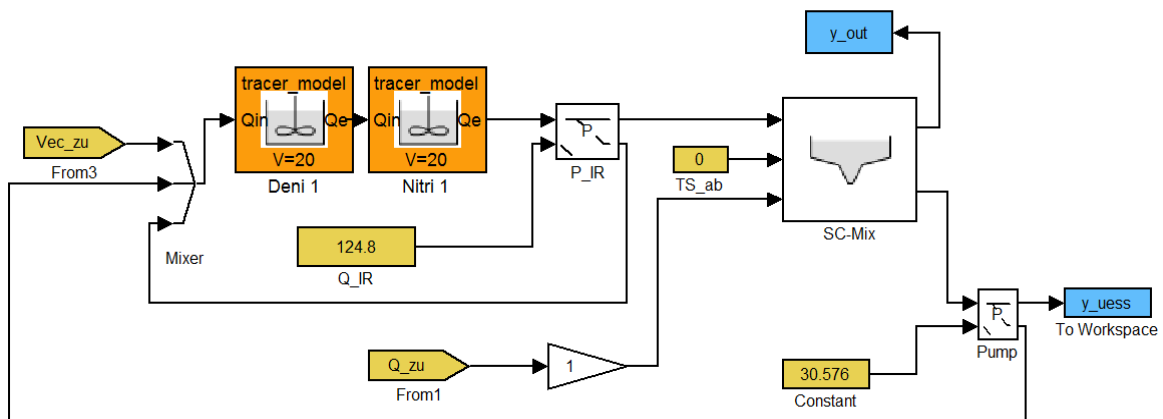 y_out
tracer_model
tracer_model
Qin
Qe
Qin
Qe
V=20
V=20
Deni 1
Nitri 1
Vec_zu
From3
Mixer
P
P_IR
0
TS_ab
SC-Mix
124.8
Q_IR
Q_zu
From1
1
30.576
Constant
P
Pump
y_uess
To Workspace